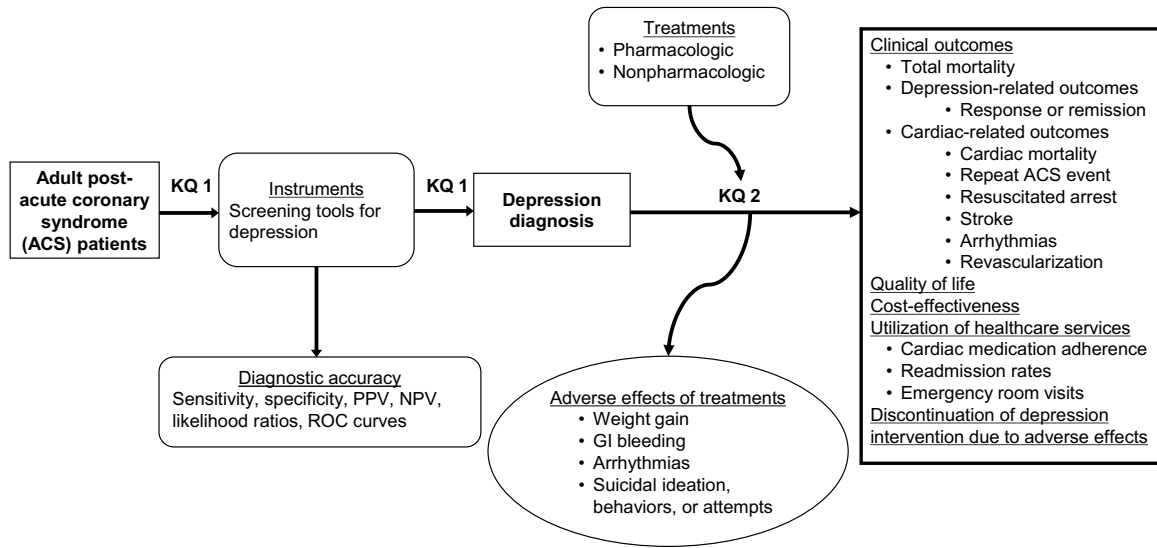 Adult post-
acute coronary
syndrome
(ACS) patients
KQ 1
Instruments
Screening tools for
depression
KQ 1
Depression
diagnosis
Diagnostic accuracy
Sensitivity, specificity, PPV, NPV,
likelihood ratios, ROC curves
Treatments
• Pharmacologic
• Nonpharmacologic
KQ 2
Adverse effects of treatments
• Weight gain
• GI bleeding
• Arrhythmias
• Suicidal ideation,
behaviors, or attempts
Clinical outcomes
• Total mortality
• Depression-related outcomes
• Response or remission
• Cardiac-related outcomes
• Cardiac mortality
• Repeat ACS event
• Resuscitated arrest
• Stroke
• Arrhythmias
• Revascularization
Quality of life
Cost-effectiveness
Utilization of healthcare services
• Cardiac medication adherence
• Readmission rates
• Emergency room visits
Discontinuation of depression
intervention due to adverse effects